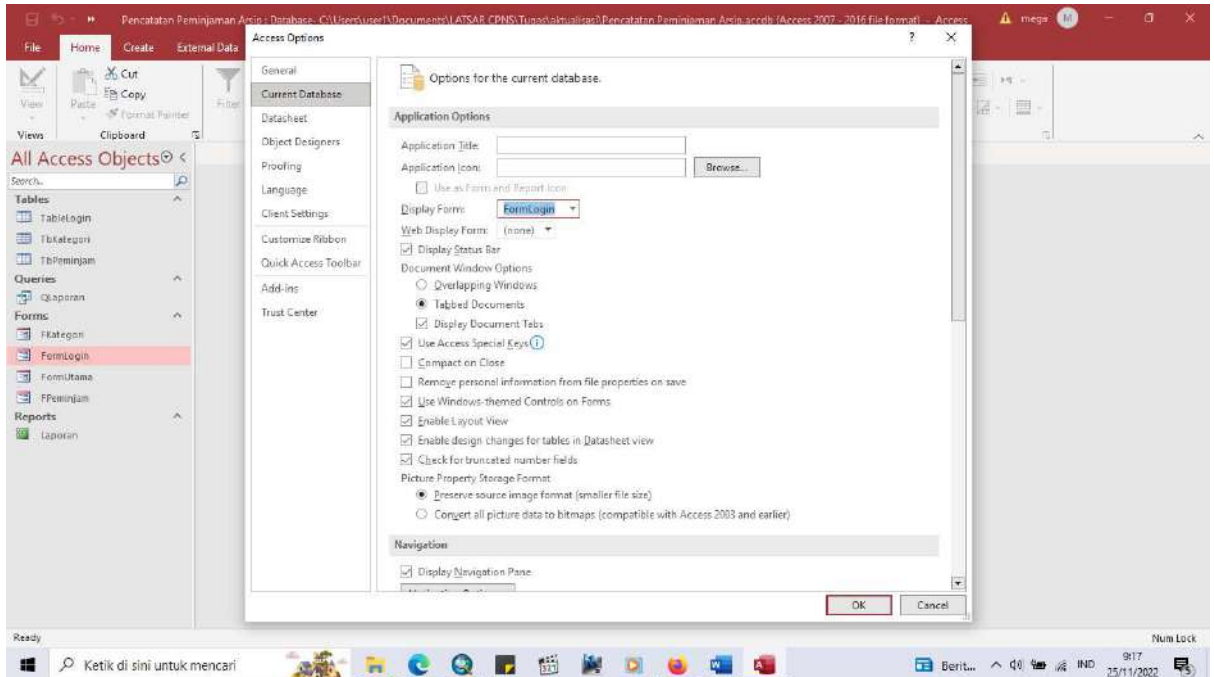 Pencatatan Peminjaman Arsip : Database- C:\Users\user1\Documents\LATSAR CPNS\Tugas\aktualisasi\Pencatatan Peminjaman Arsip.accdb (Access 2007 - 2016 file format) - Access
mega
M
File
Home
Create
External Data
Access Options
?
View
Paste
Cut
Copy
Format Painter
Filter
Views
Clipboard
All Access Objects
Search...
Tables
TableLogin
TbKategori
TbPeminjam
Queries
QLaporan
Forms
FKategori
FormLogin
FormUtama
FPeminjam
Reports
Laporan
General
Current Database
Datasheet
Object Designers
Proofing
Language
Client Settings
Customize Ribbon
Quick Access Toolbar
Add-ins
Trust Center
Options for the current database.
Application Options
Application Title:
Application Icon:
Browse...
Use as Form and Report Icon
Display Form: FormLogin
Web Display Form: (none)
Display Status Bar
Document Window Options
Overlapping Windows
Tabbed Documents
Display Document Tabs
Use Access Special Keys
Compact on Close
Remove personal information from file properties on save
Use Windows-themed Controls on Forms
Enable Layout View
Enable design changes for tables in Datasheet view
Check for truncated number fields
Picture Property Storage Format
Preserve source image format (smaller file size)
Convert all picture data to bitmaps (compatible with Access 2003 and earlier)
Navigation
Display Navigation Pane
OK
Cancel
Ready
Num Lock
Ketik di sini untuk mencari
321
Berit...
IND
9:17
25/11/2022